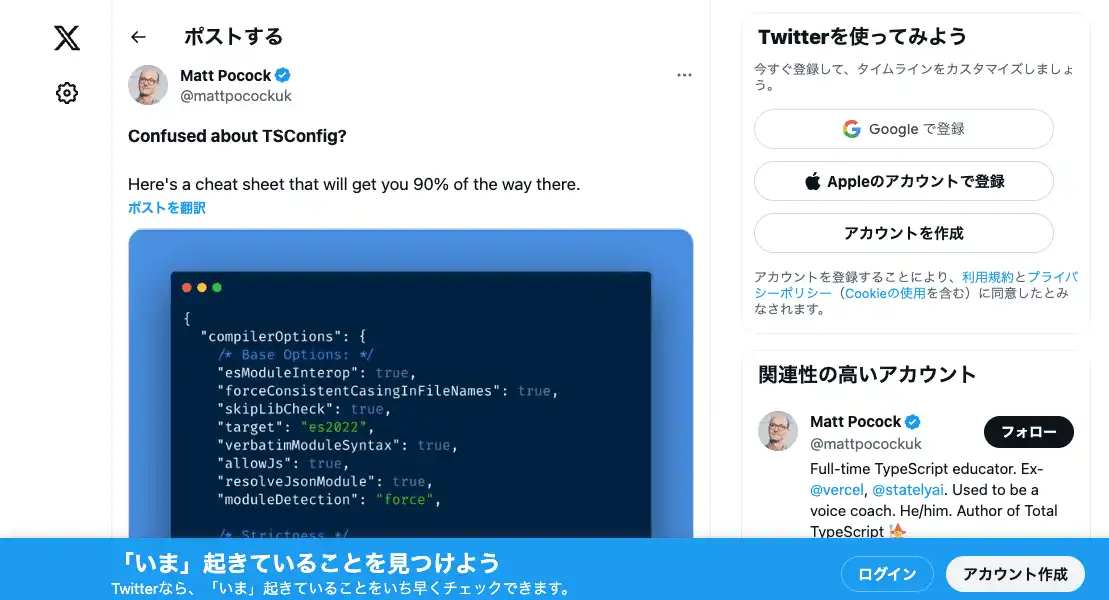 ポストする
Matt Pocock
@mattpocockuk
Confused about TSConfig?
Here's a cheat sheet that will get you 90% of the way there.
ポストを翻訳
{
"compilerOptions": {
/* Base Options: */
"esModuleInterop": true,
"forceConsistentCasingInFileNames": true,
"skipLibCheck": true,
"target": "es2022",
"verbatimModuleSyntax": true,
"allowJs": true,
"resolveJsonModule": true,
"moduleDetection": "force",
/* Strictness */
Twitterを使ってみよう
今すぐ登録して、タイムラインをカスタマイズしましょ
う。
Google で登録
Appleのアカウントで登録
アカウントを作成
アカウントを登録することにより、利用規約とプライバ
シーポリシー（Cookieの使用を含む）に同意したとみ
なされます。
関連性の高いアカウント
Matt Pocock
@mattpocockuk
フォロー
Full-time TypeScript educator. Ex-
@vercel, @statelyai. Used to be a
voice coach. He/him. Author of Total
TypeScript
「いま」起きていることを見つけよう
Twitterなら、「いま」起きていることをいち早くチェックできます。
ログイン
アカウント作成